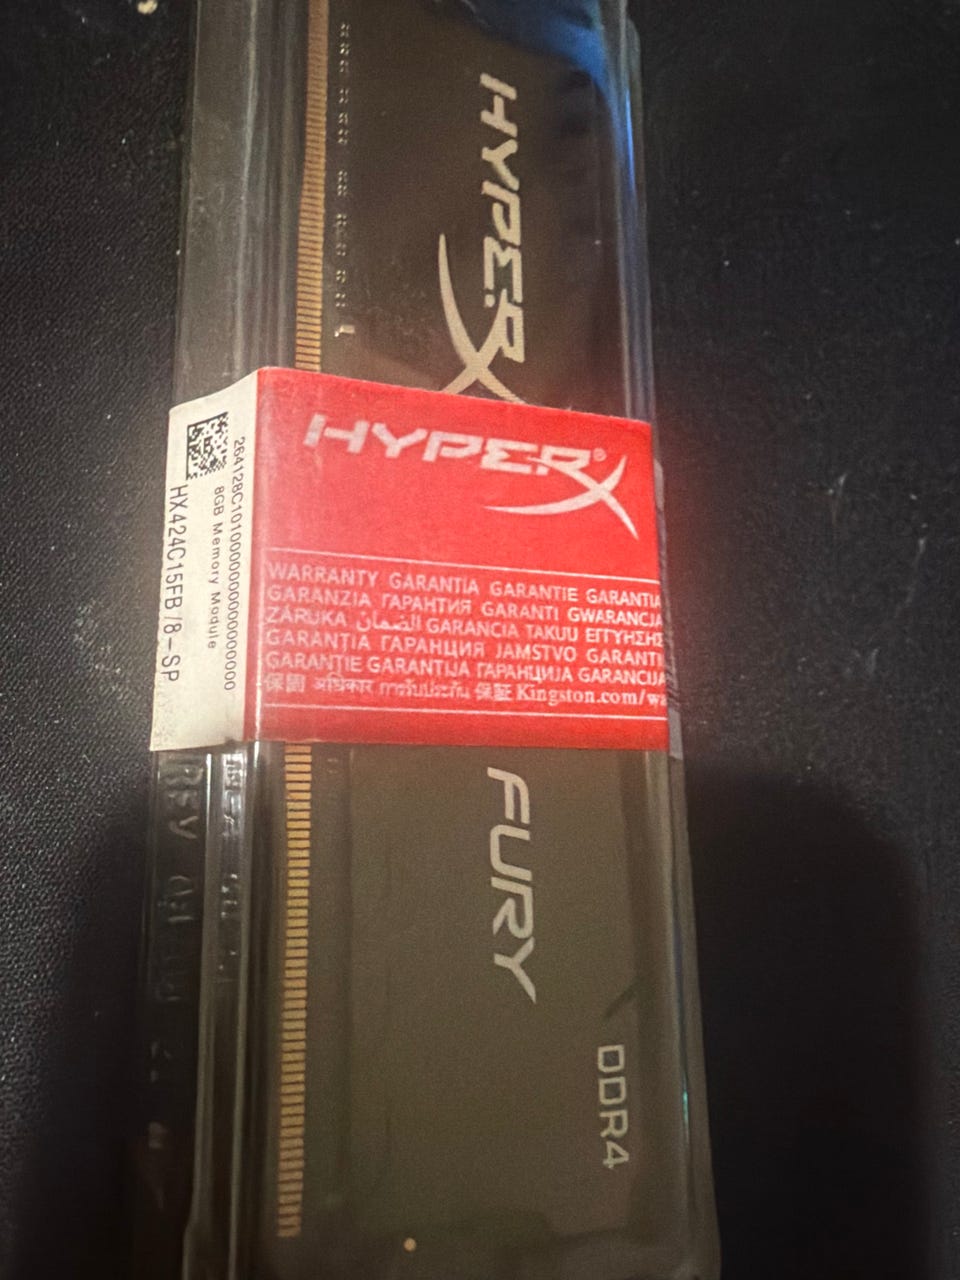 HYPERX
HYPERX®
WARRANTY GARANTIA GARANTIE GARANTIA
GARANZIA ГАРАНТИЯ GARANTI GWARANCJA
ZÁRUKA الضمان GARANCIA TAKUU ΕΓΓΥΗΣΗ
GARANȚIA ГАРАНЦИЯ JAMSTVO GARANTI
GARANTIE GARANTIJA ГАРАНЦИЈА GARANCIJA
保固 अधिकार การรับประกัน 保証 Kingston.com/wa
264128C1010000000000000000
8GB Memory Module
HX424C15FB/8-SP
FURY
DDR4